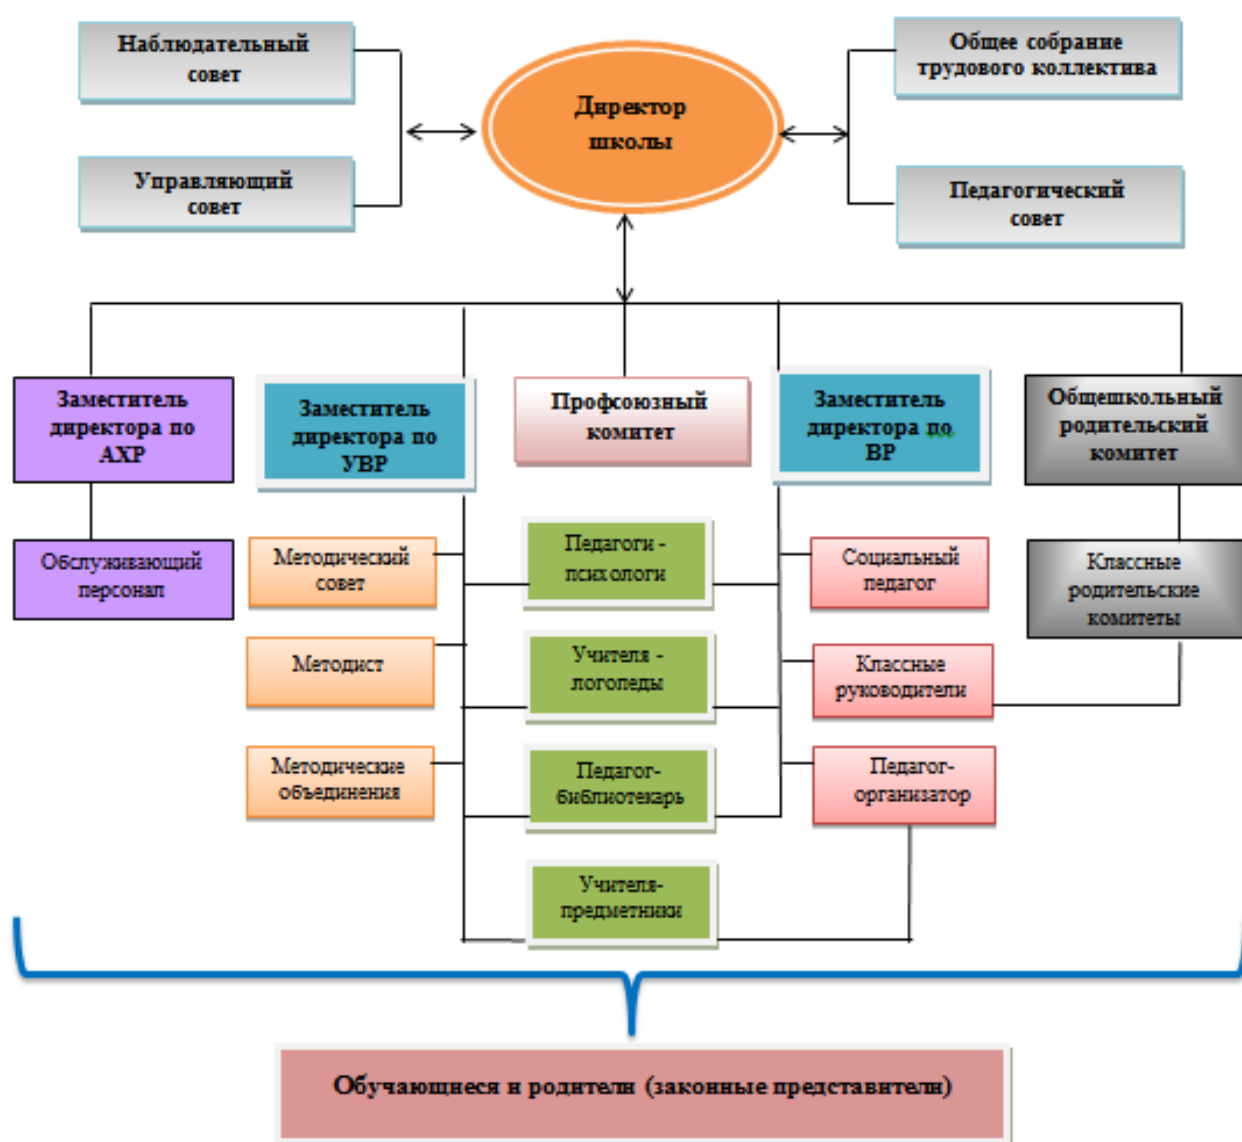 Наблюдательный
совет
Общее собрание
трудового коллектива
Директор
школы
Управляющий
совет
Педагогический
совет
Заместитель
директора по
АХР
Заместитель
директора по
УВР
Профсоюзный
комитет
Заместитель
директора по
ВР
Общешкольный
родительский
комитет
Обслуживающий
персонал
Методический
совет
Педагоги -
психологи
Социальный
педагог
Классные
родительские
комитеты
Методист
Учителя -
логопеды
Классные
руководители
Методические
объединения
Педагог-
библиотекарь
Педагог-
организатор
Учителя-
предметники
Обучающиеся и родители (законные представители)